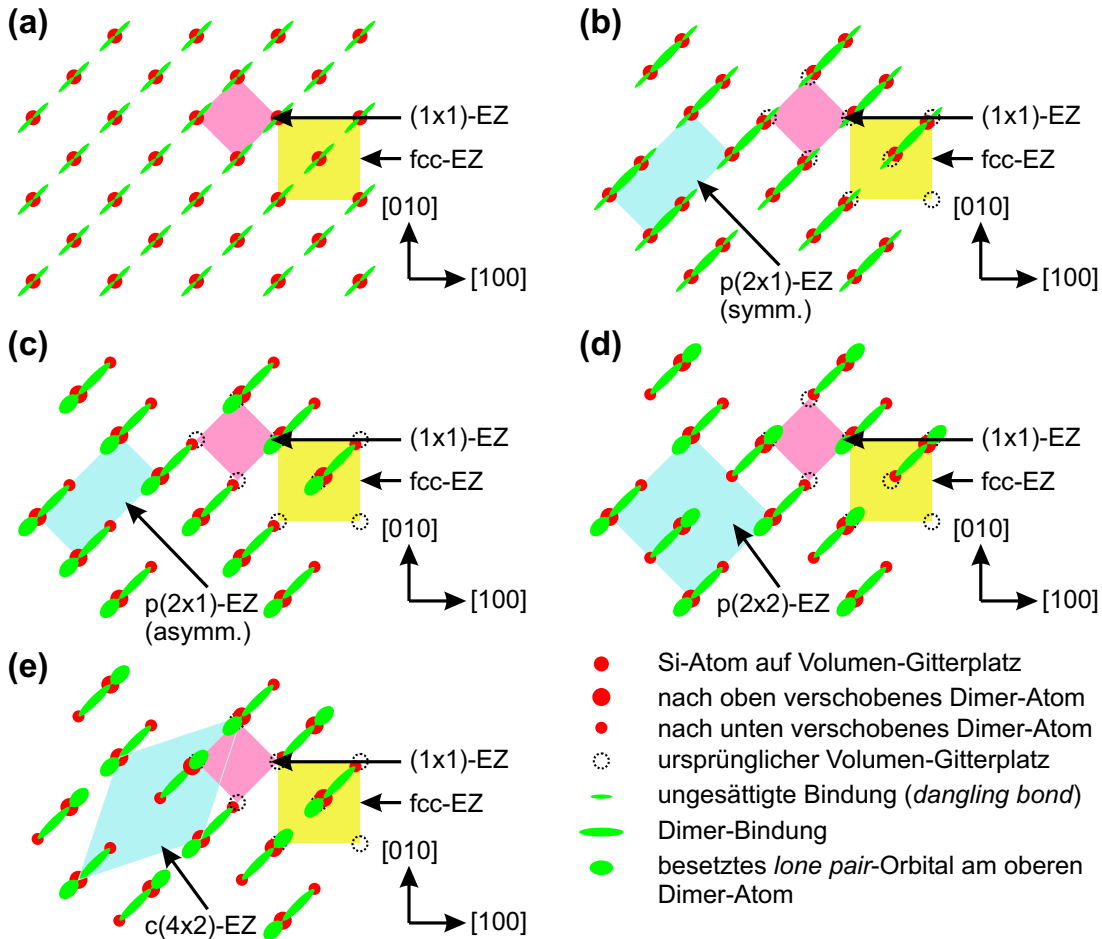 (a)
(1x1)-EZ
fcc-EZ
[010]
[100]
(b)
(1x1)-EZ
fcc-EZ
[010]
[100]
p(2x1)-EZ
(symm.)
(c)
(1x1)-EZ
fcc-EZ
[010]
[100]
p(2x1)-EZ
(asymm.)
(d)
(1x1)-EZ
fcc-EZ
[010]
[100]
p(2x2)-EZ
(e)
(1x1)-EZ
fcc-EZ
[010]
[100]
c(4x2)-EZ
Si-Atom auf Volumen-Gitterplatz
nach oben verschobenes Dimer-Atom
nach unten verschobenes Dimer-Atom
ursprünglicher Volumen-Gitterplatz
ungesättigte Bindung (dangling bond)
Dimer-Bindung
besetztes lone pair-Orbital am oberen
Dimer-Atom